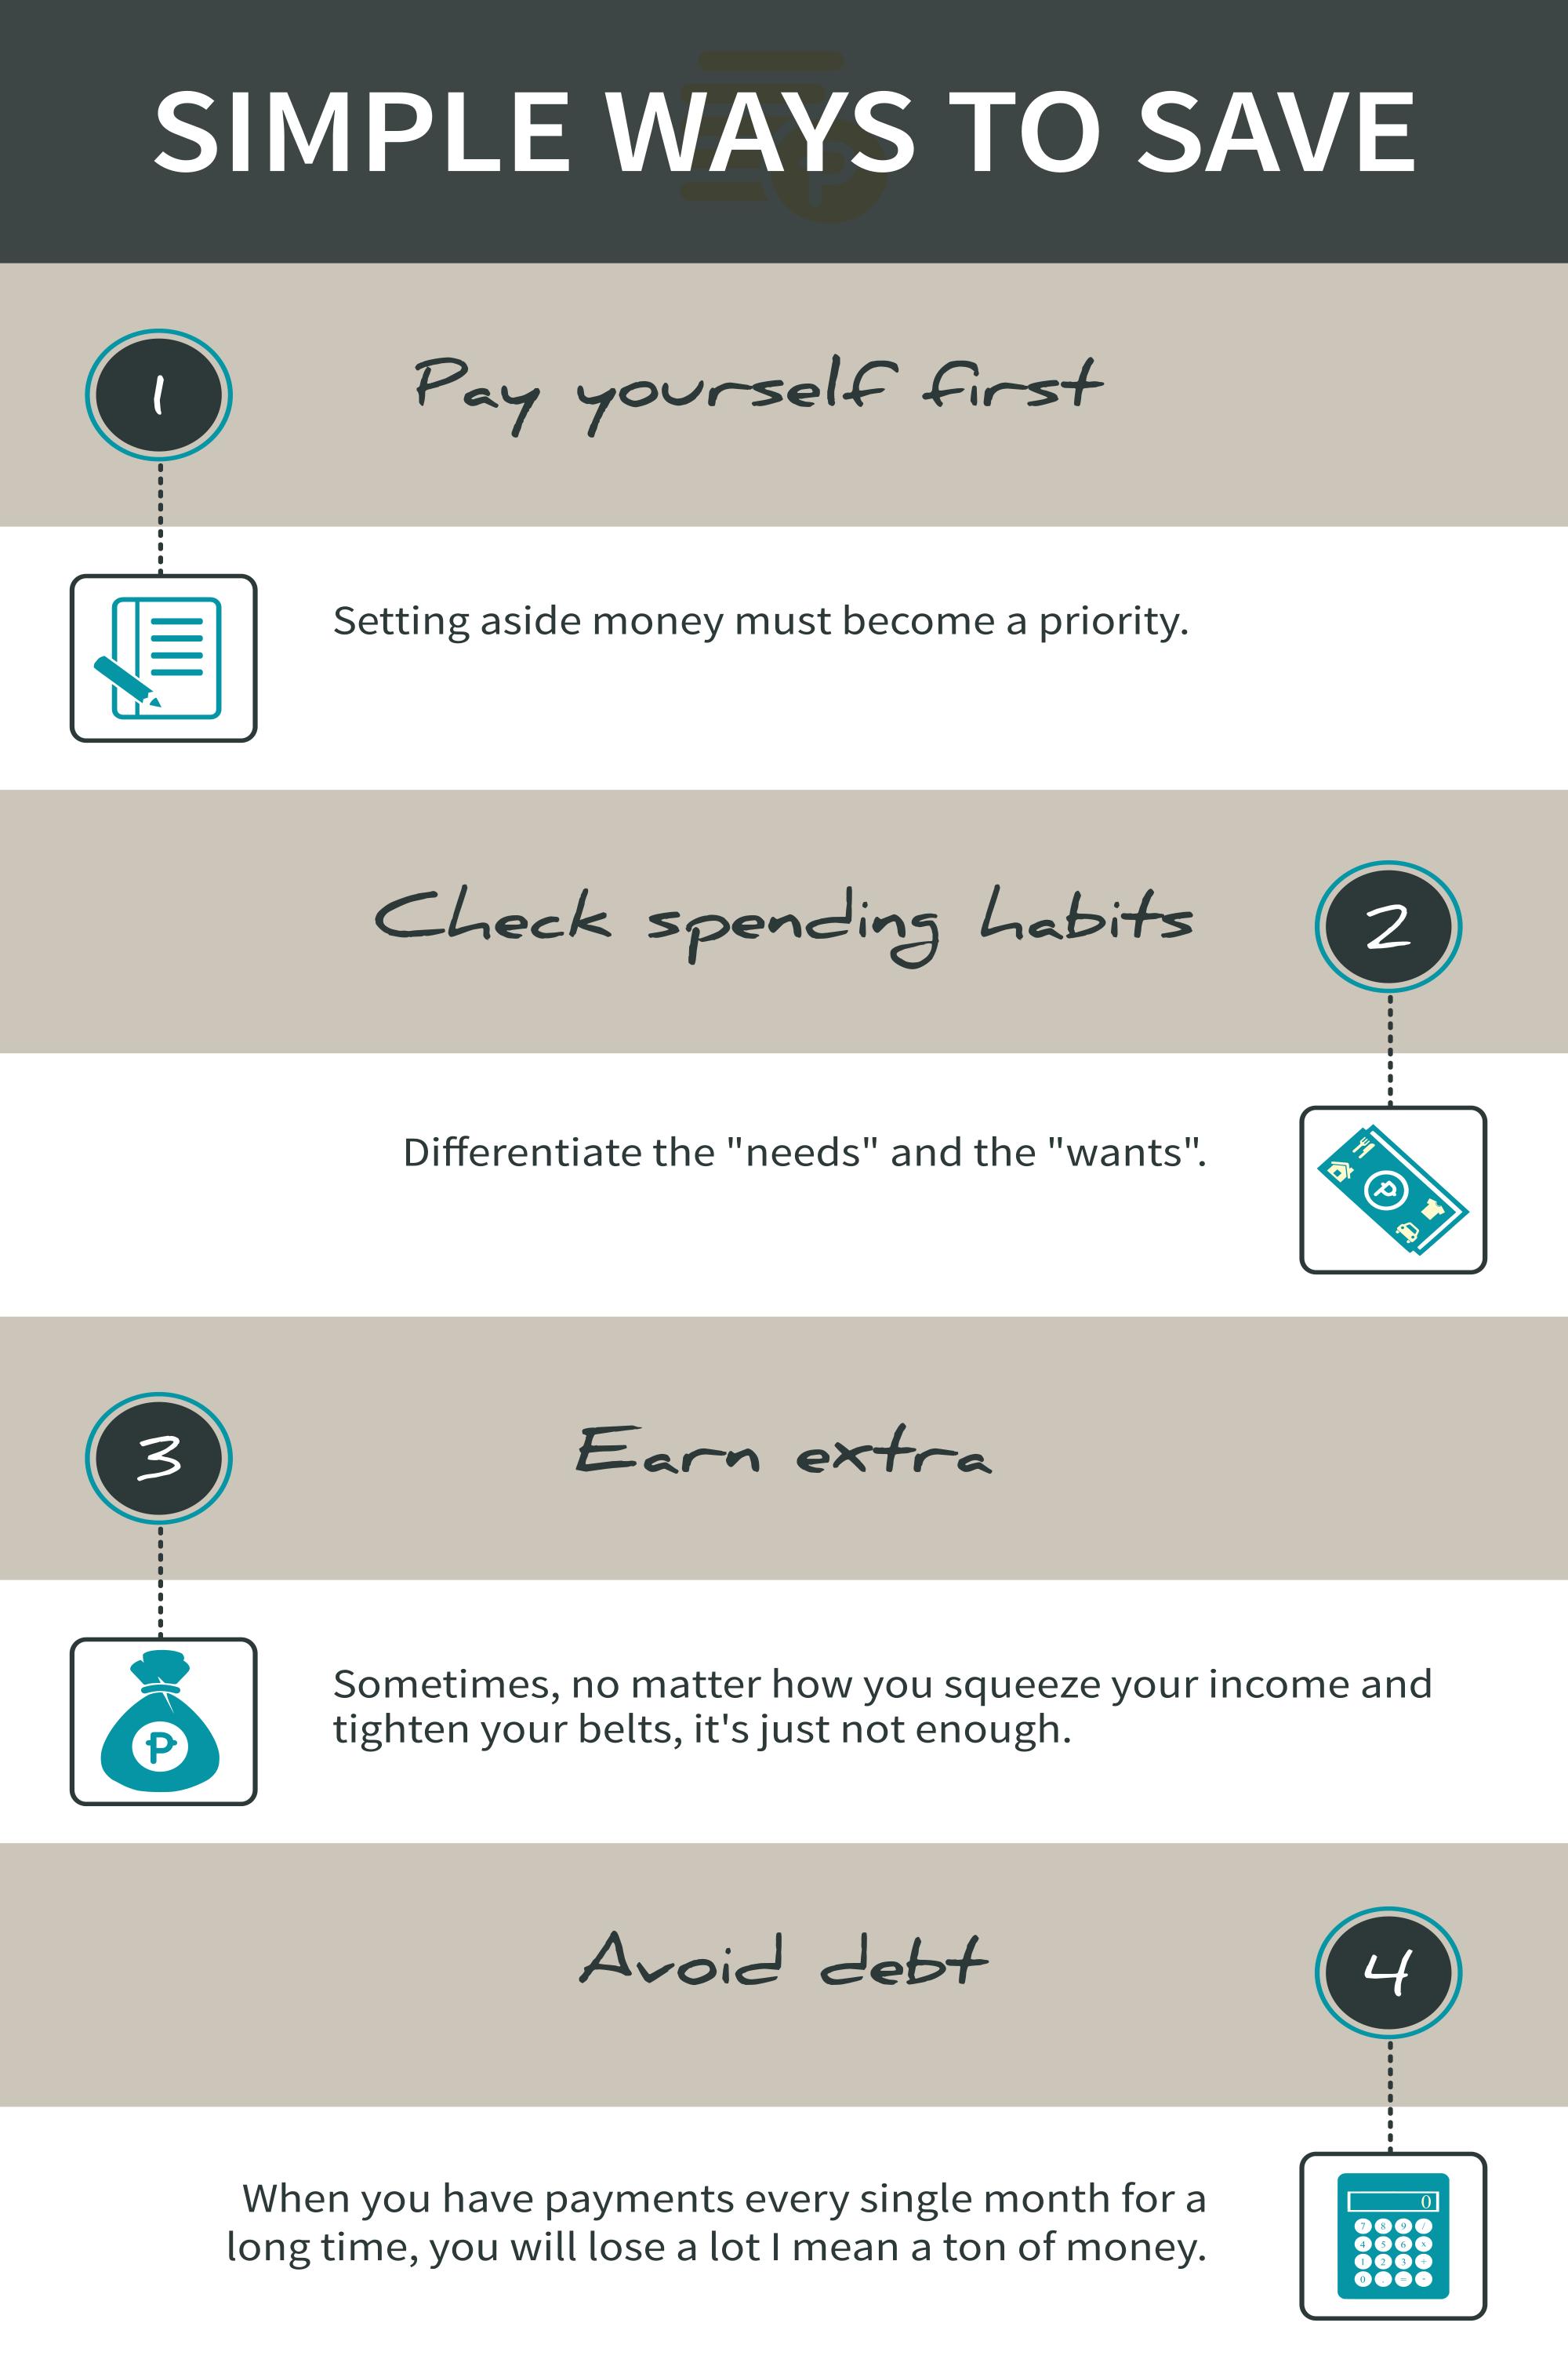 SIMPLE WAYS TO SAVE
1
Pay yourself first
Setting aside money must become a priority.
2
Check spending habits
Differentiate the "needs" and the "wants".
3
Earn extra
Sometimes, no matter how you squeeze your income and
tighten your belts, it's just not enough.
4
Avoid debt
When you have payments every single month for a
long time, you will lose a lot I mean a ton of money.
0
7 8 9 /
4 5 6 x
1 2 3 +
0 . = -